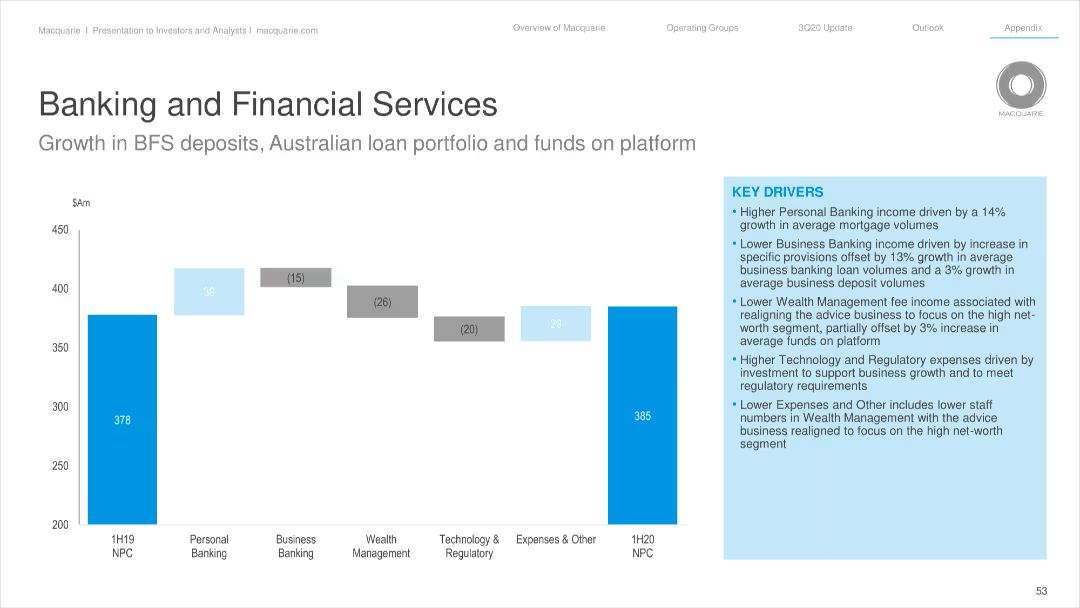 Macquarie | Presentation to Investors and Analysts | macquarie.com
Overview of Macquarie
Operating Groups
3Q20 Update
Outlook
Appendix
MACQUARIE
Banking and Financial Services
Growth in BFS deposits, Australian loan portfolio and funds on platform
$Am
450
400
350
300
250
200
378
39
(15)
(26)
(20)
29
385
1H19
NPC
Personal
Banking
Business
Banking
Wealth
Management
Technology &
Regulatory
Expenses & Other
1H20
NPC
KEY DRIVERS
• Higher Personal Banking income driven by a 14%
growth in average mortgage volumes
• Lower Business Banking income driven by increase in
specific provisions offset by 13% growth in average
business banking loan volumes and a 3% growth in
average business deposit volumes
• Lower Wealth Management fee income associated with
realigning the advice business to focus on the high net-
worth segment, partially offset by 3% increase in
average funds on platform
• Higher Technology and Regulatory expenses driven by
investment to support business growth and to meet
regulatory requirements
• Lower Expenses and Other includes lower staff
numbers in Wealth Management with the advice
business realigned to focus on the high net-worth
segment
53